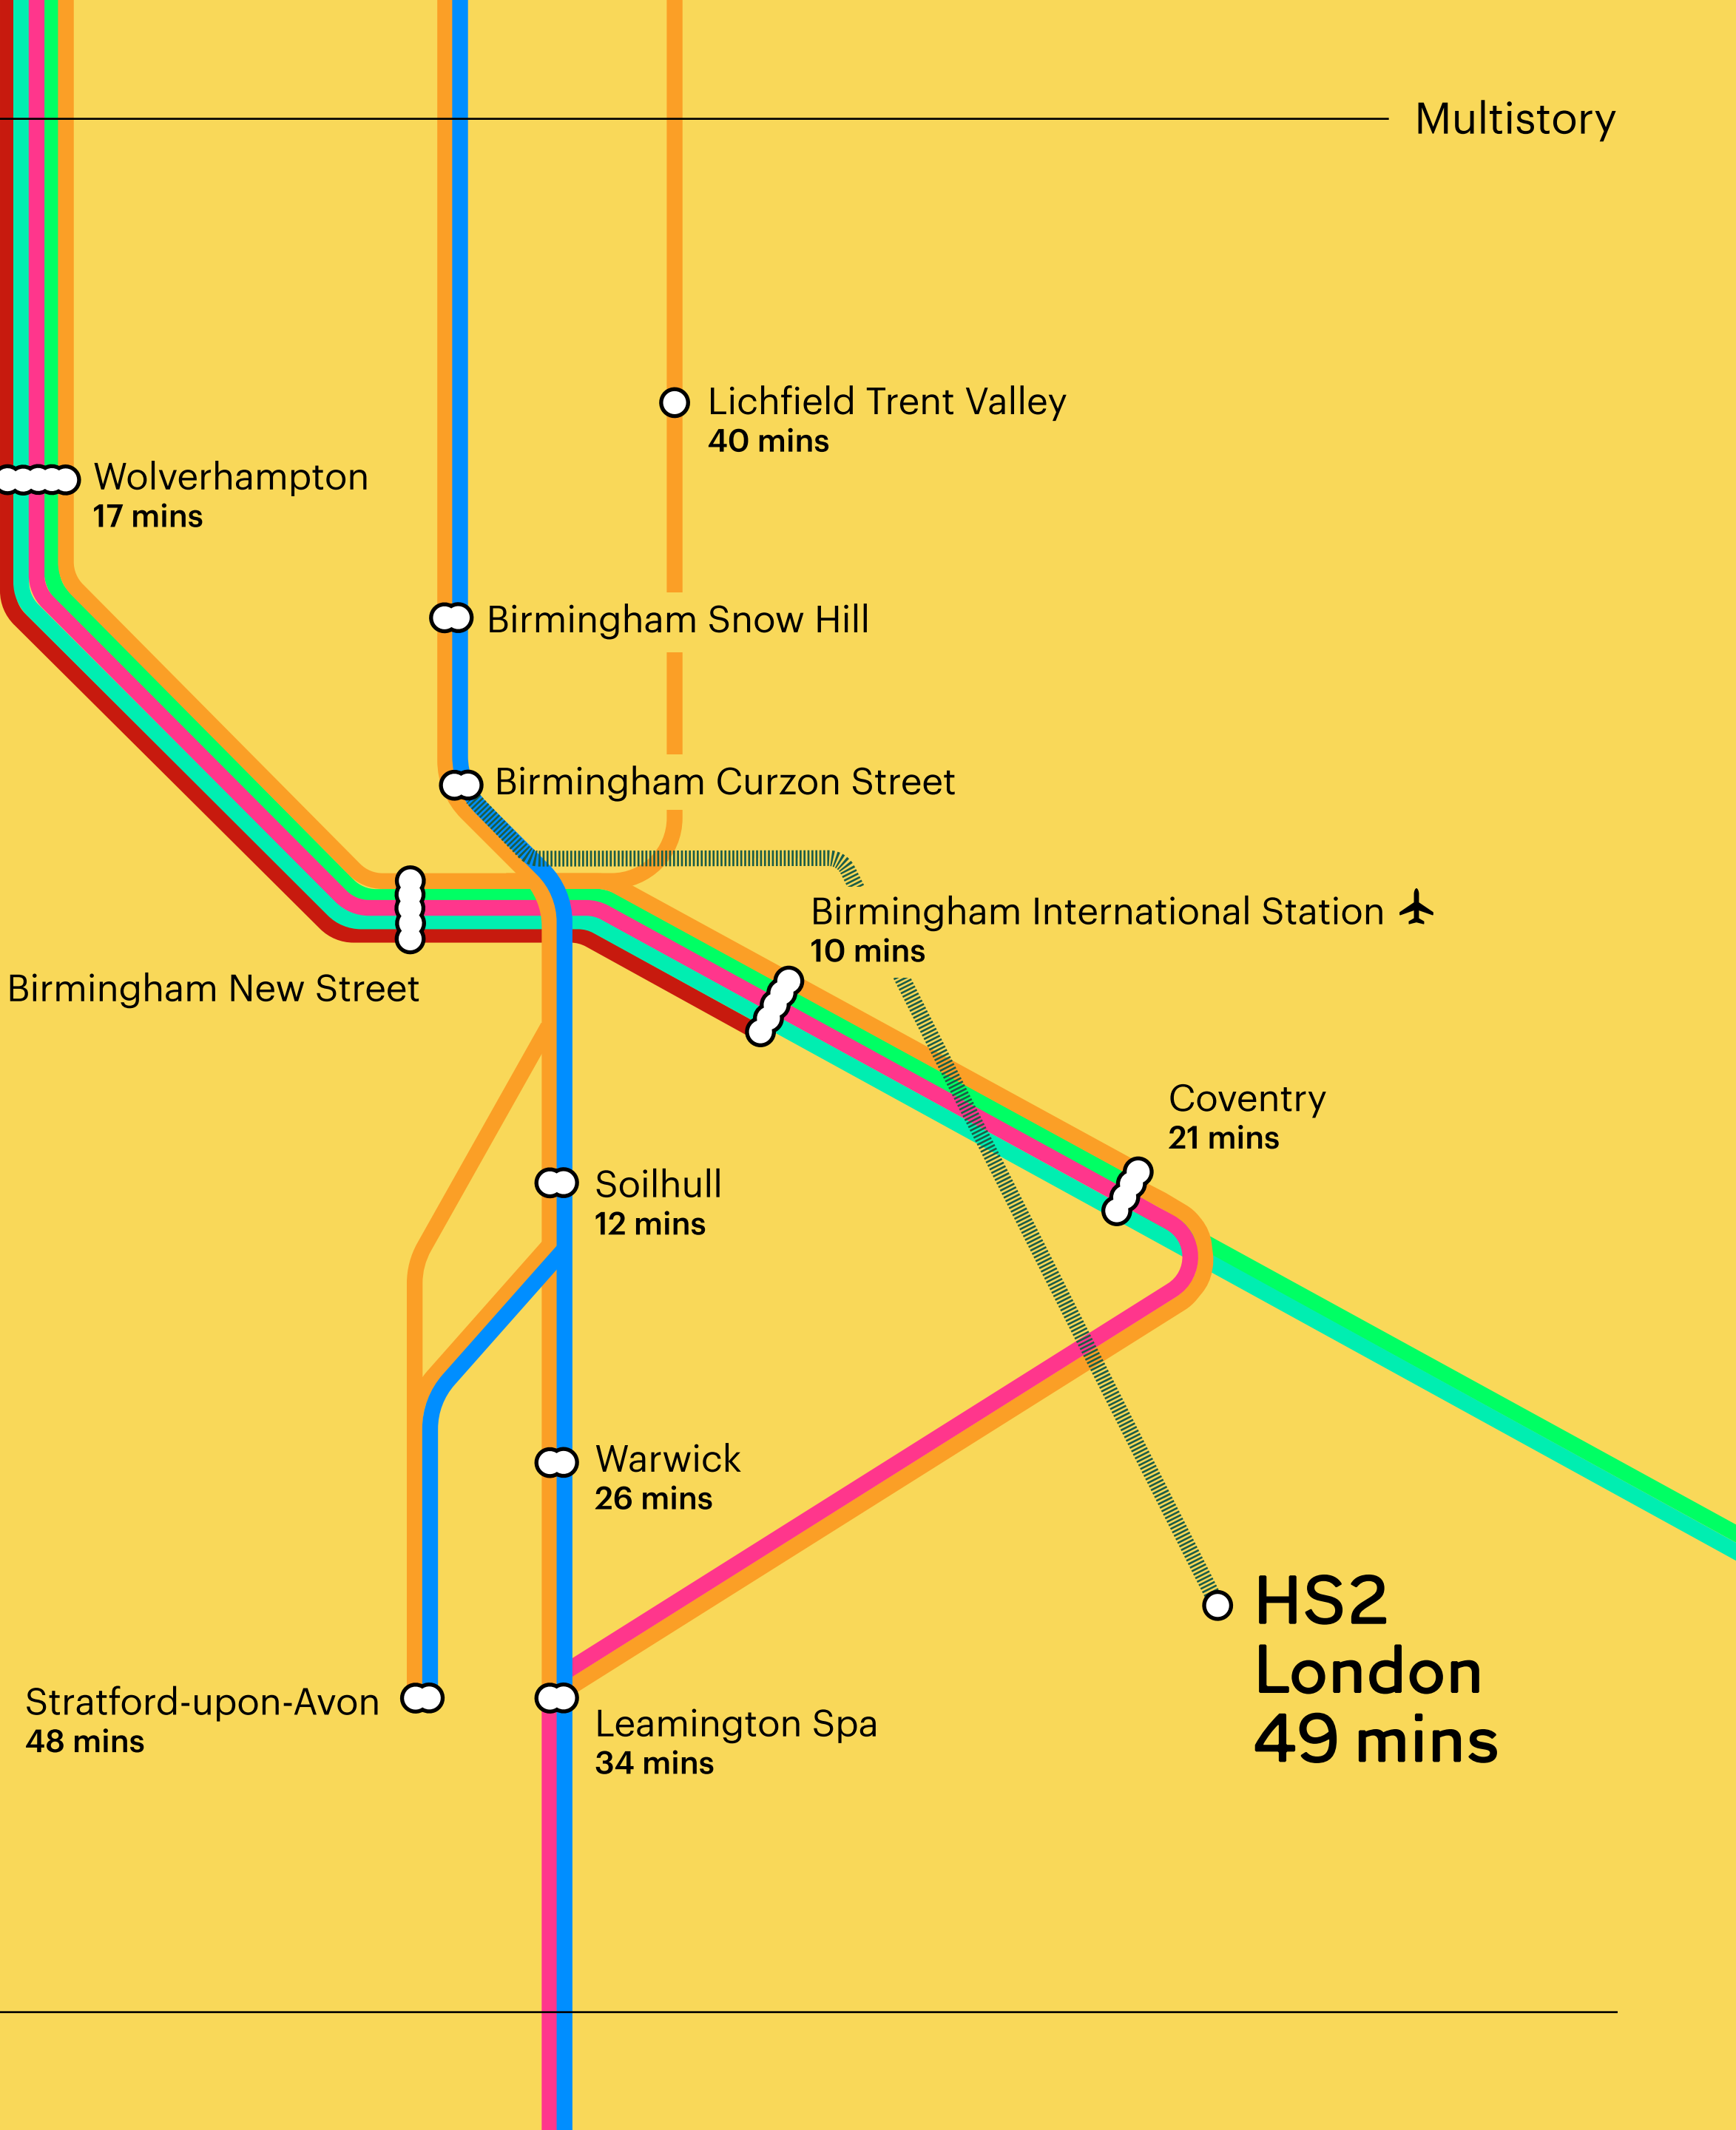 Multistory
Lichfield Trent Valley
40 mins
Wolverhampton
17 mins
Birmingham Snow Hill
Birmingham Curzon Street
Birmingham International Station
10 mins
Birmingham New Street
Coventry
21 mins
Soilhull
12 mins
Warwick
26 mins
HS2
London
49 mins
Stratford-upon-Avon
48 mins
Leamington Spa
34 mins